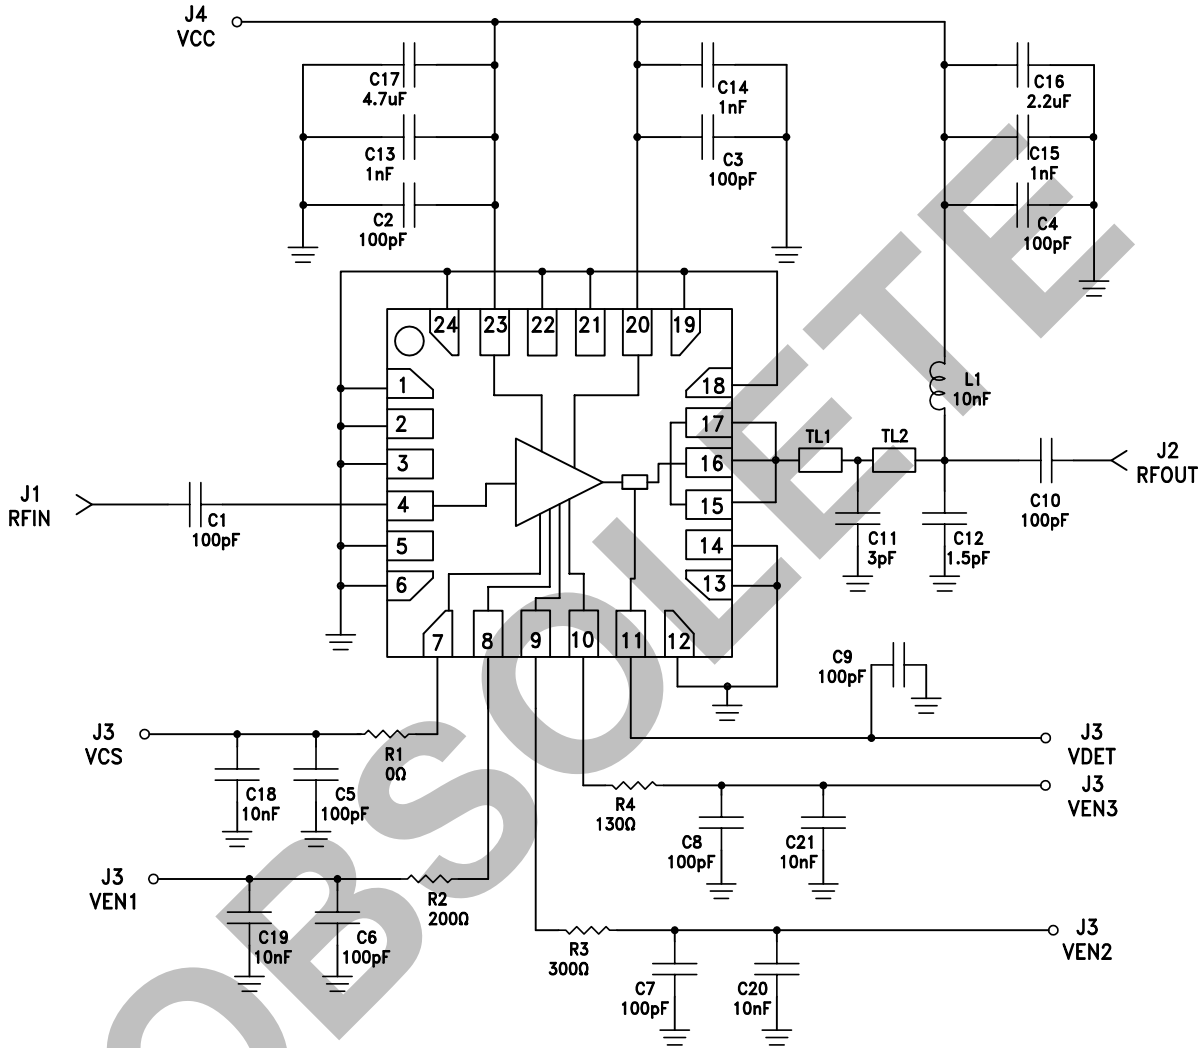 J4
VCC
C17
4.7uF
C13
1nF
C2
100pF
C14
1nF
C3
100pF
C16
2.2uF
C15
1nF
C4
100pF
24 23 22 21 20 19
1
2
3
4
5
6
18
17
16
15
14
13
7 8 9 10 11 12
J1
RFIN
C1
100pF
TL1
TL2
L1
10nF
J2
RFOUT
C10
100pF
C11
3pF
C12
1.5pF
C9
100pF
J3
VCS
R1
0Ω
C18
10nF
C5
100pF
J3
VDET
J3
VEN3
R4
130Ω
C8
100pF
C21
10nF
J3
VEN1
R2
200Ω
C19
10nF
C6
100pF
J3
VEN2
R3
300Ω
C7
100pF
C20
10nF
OBSOLETE